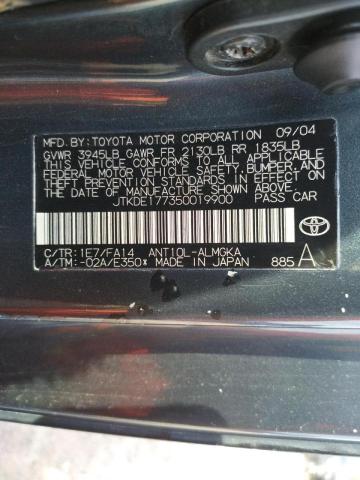 MFD.BY:TOYOTA MOTOR CORPORATION 09/04
GVWR 3945LB GAWR FR 2130LB RR 1835LB
THIS VEHICLE CONFORMS TO ALL APPLICABLE
FEDERAL MOTOR VEHICLE SAFETY, BUMPER, AND
THEFT PREVENTION STANDARDS IN EFFECT ON
THE DATE OF MANUFACTURE SHOWN ABOVE.
JTKDE177350019900 PASS CAR
C/TR:1E7/FA14 ANT10L-ALMGKA
A/TM:-02A/E350* MADE IN JAPAN 885 A